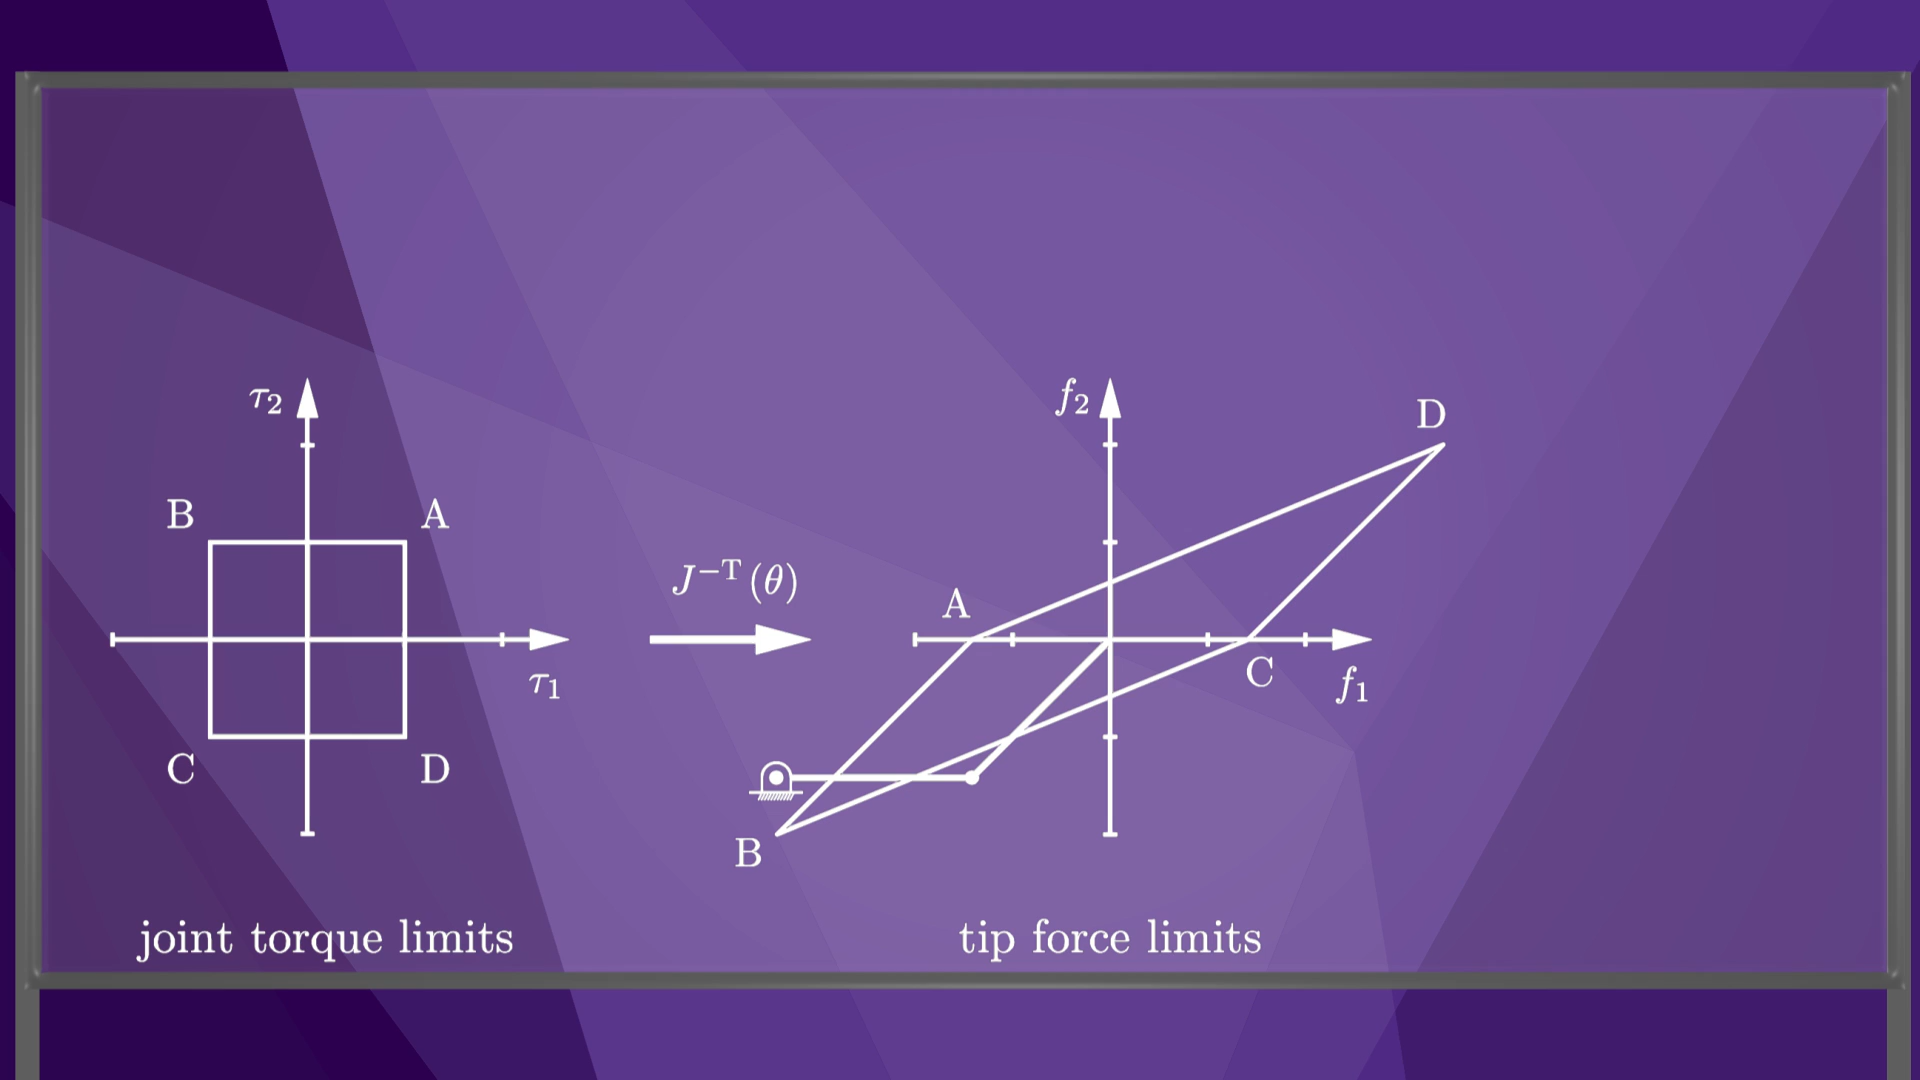 τ₂
B
A
τ₁
C
D
joint torque limits
J⁻ᵀ(θ)
f₂
D
A
C
f₁
B
tip force limits